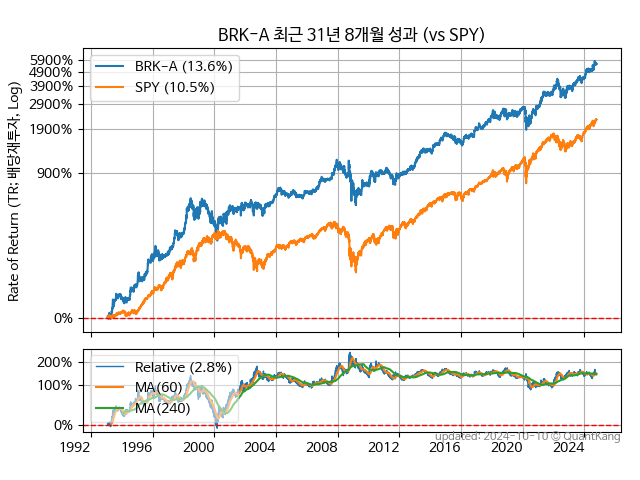 BRK-A 최근 31년 8개월 성과 (vs SPY)
Rate of Return (TR; 배당재투자, Log)
5900%
4900%
3900%
2900%
1900%
900%
0%
BRK-A (13.6%)
SPY (10.5%)
200%
100%
0%
Relative (2.8%)
MA(60)
MA(240)
1992 1996 2000 2004 2008 2012 2016 2020 2024
updated: 2024-10-10 © QuantKang